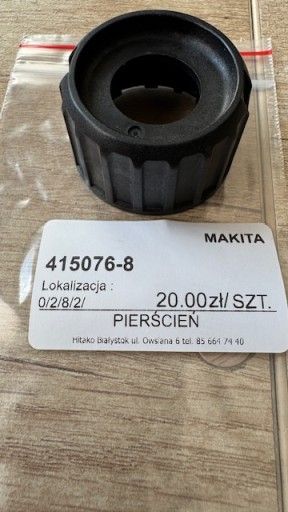 MAKITA
415076-8
Lokalizacja :
0/2/8/2/ 20.00zł/SZT.
PIERŚCIEŃ
Hitako Białystok ul. Owsiana 6 tel. 85 664 74 40